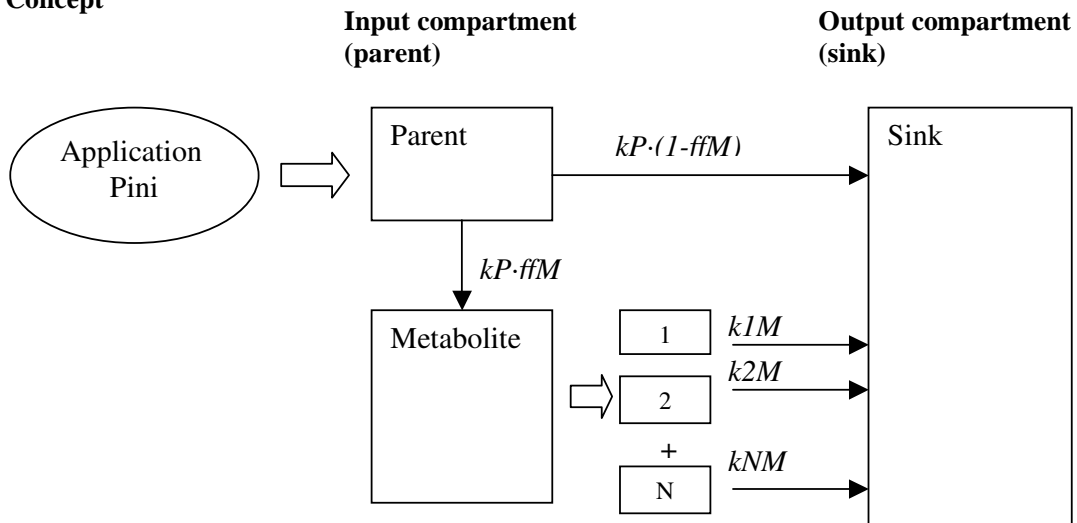 Concept
Input compartment
(parent)
Output compartment
(sink)
Application
Pini
Parent
kP·(1-ffM)
Sink
kP·ffM
Metabolite
1
k1M
2
k2M
+
N
kNM